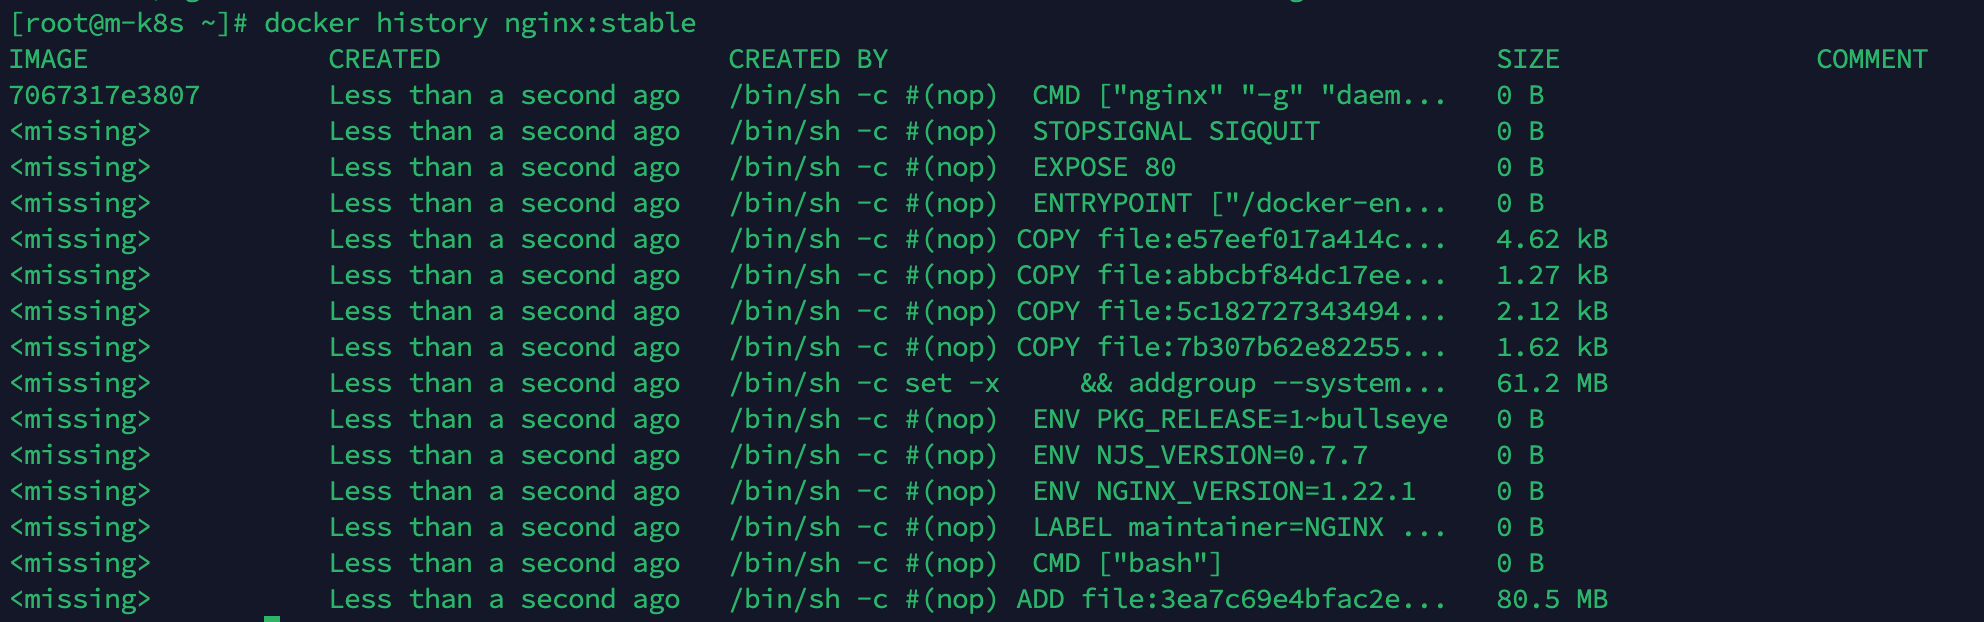 [root@m-k8s ~]# docker history nginx:stable
IMAGE               CREATED                  CREATED BY                                      SIZE                COMMENT
7067317e3807        Less than a second ago   /bin/sh -c #(nop)  CMD ["nginx" "-g" "daem...   0 B
<missing>           Less than a second ago   /bin/sh -c #(nop)  STOPSIGNAL SIGQUIT           0 B
<missing>           Less than a second ago   /bin/sh -c #(nop)  EXPOSE 80                    0 B
<missing>           Less than a second ago   /bin/sh -c #(nop)  ENTRYPOINT ["/docker-en...   0 B
<missing>           Less than a second ago   /bin/sh -c #(nop) COPY file:e57eef017a414c...   4.62 kB
<missing>           Less than a second ago   /bin/sh -c #(nop) COPY file:abbcbf84dc17ee...   1.27 kB
<missing>           Less than a second ago   /bin/sh -c #(nop) COPY file:5c182727343494...   2.12 kB
<missing>           Less than a second ago   /bin/sh -c #(nop) COPY file:7b307b62e82255...   1.62 kB
<missing>           Less than a second ago   /bin/sh -c set -x     && addgroup --system...   61.2 MB
<missing>           Less than a second ago   /bin/sh -c #(nop)  ENV PKG_RELEASE=1~bullseye   0 B
<missing>           Less than a second ago   /bin/sh -c #(nop)  ENV NJS_VERSION=0.7.7        0 B
<missing>           Less than a second ago   /bin/sh -c #(nop)  ENV NGINX_VERSION=1.22.1     0 B
<missing>           Less than a second ago   /bin/sh -c #(nop)  LABEL maintainer=NGINX ...   0 B
<missing>           Less than a second ago   /bin/sh -c #(nop)  CMD ["bash"]                 0 B
<missing>           Less than a second ago   /bin/sh -c #(nop) ADD file:3ea7c69e4bfac2e...   80.5 MB